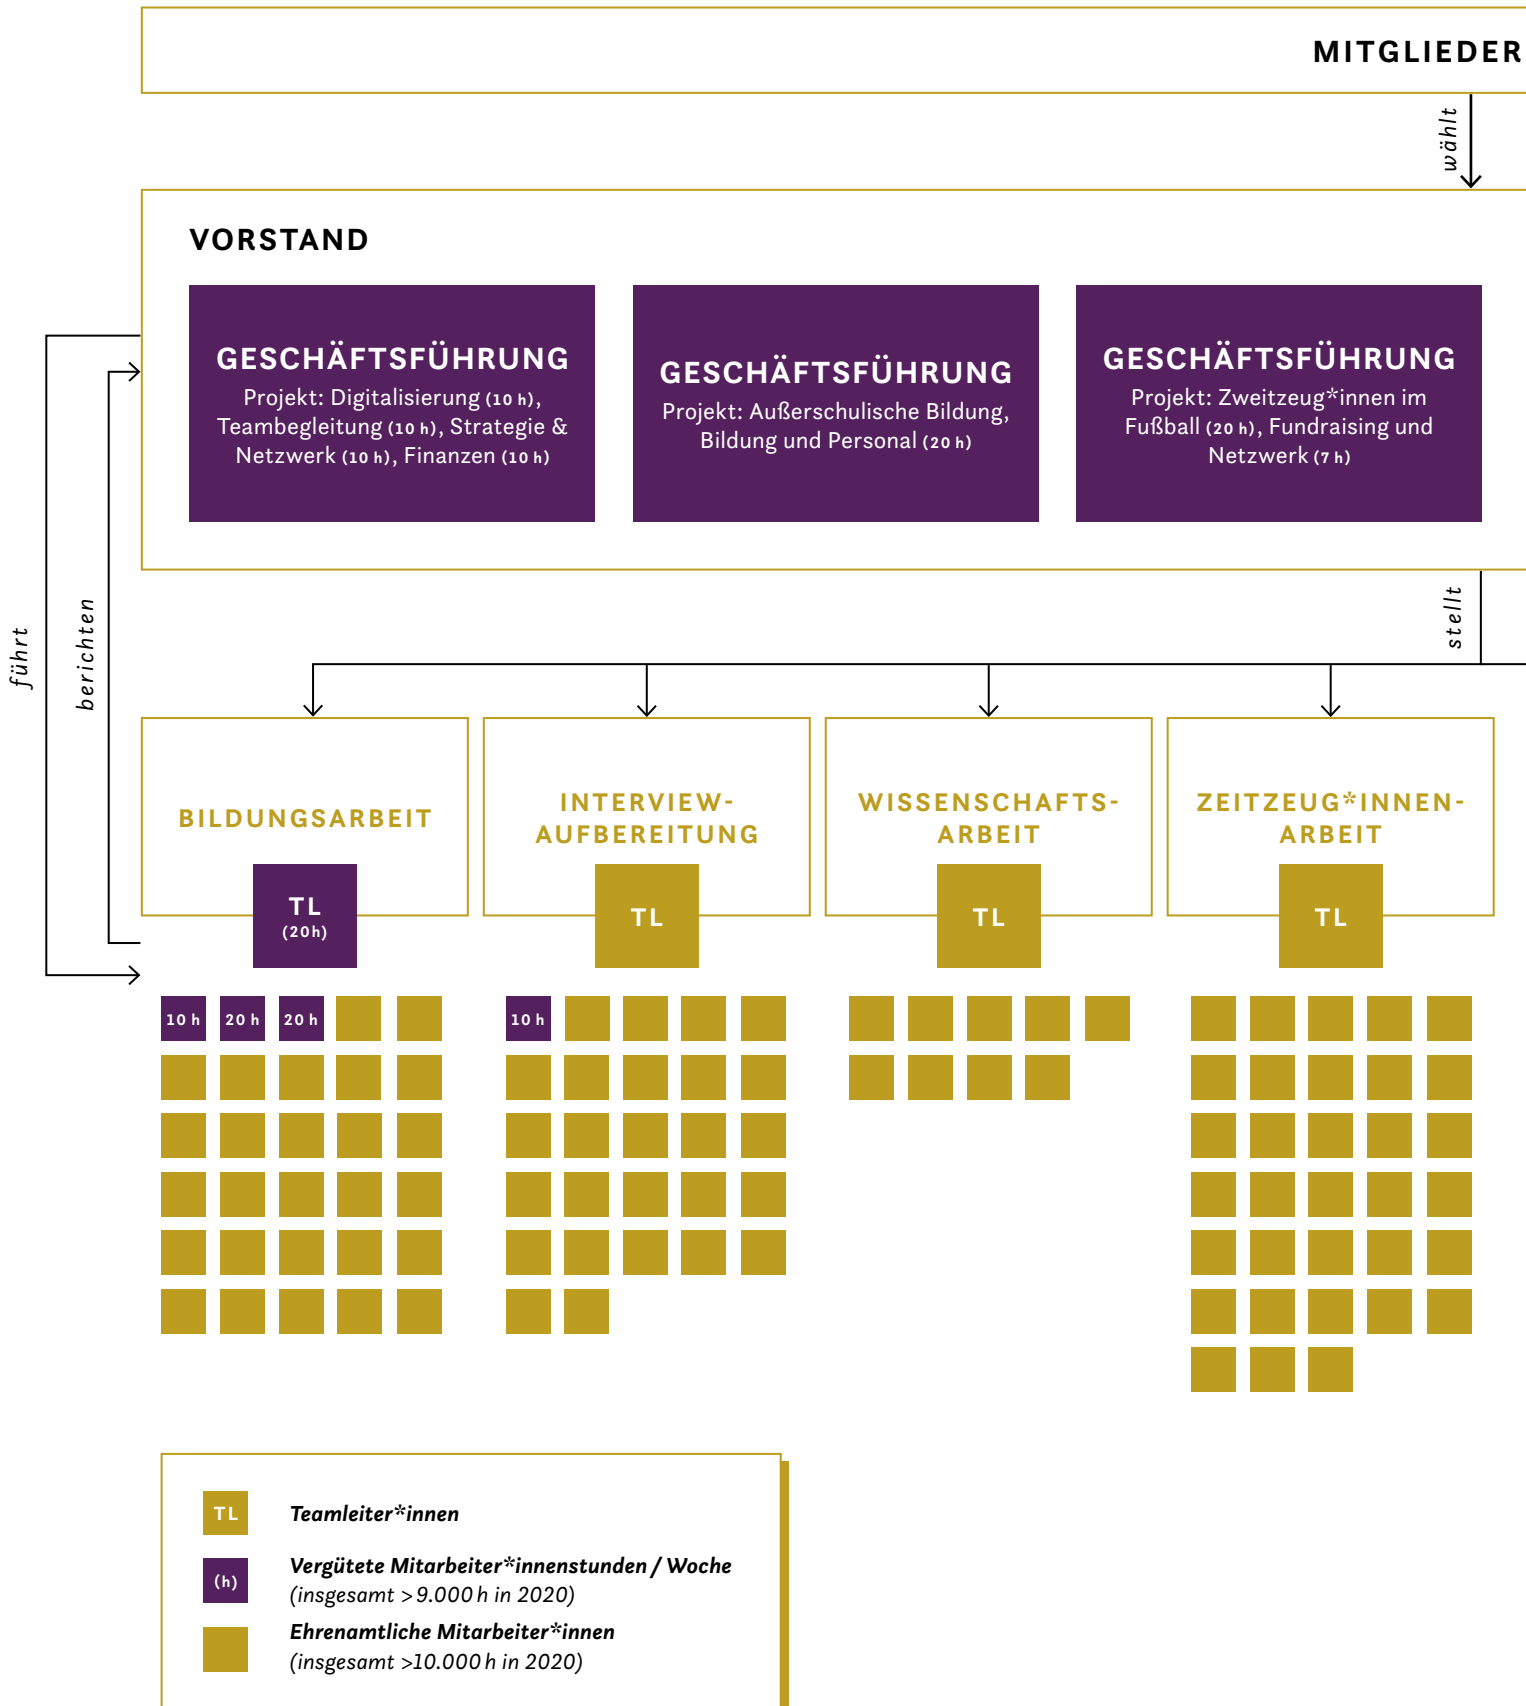 MITGLIEDER
wählt
VORSTAND
GESCHÄFTSFÜHRUNG
Projekt: Digitalisierung (10 h),
Teambegleitung (10 h), Strategie &
Netzwerk (10 h), Finanzen (10 h)
GESCHÄFTSFÜHRUNG
Projekt: Außerschulische Bildung,
Bildung und Personal (20 h)
GESCHÄFTSFÜHRUNG
Projekt: Zweitzeug*innen im
Fußball (20 h), Fundraising und
Netzwerk (7 h)
führt
berichten
stellt
BILDUNGSARBEIT
TL
(20h)
INTERVIEW-
AUFBEREITUNG
TL
WISSENSCHAFTS-
ARBEIT
TL
ZEITZEUG*INNEN-
ARBEIT
TL
10 h 20 h 20 h
10 h
TL Teamleiter*innen
(h) Vergütete Mitarbeiter*innenstunden / Woche
(insgesamt > 9.000 h in 2020)
Ehrenamtliche Mitarbeiter*innen
(insgesamt >10.000 h in 2020)